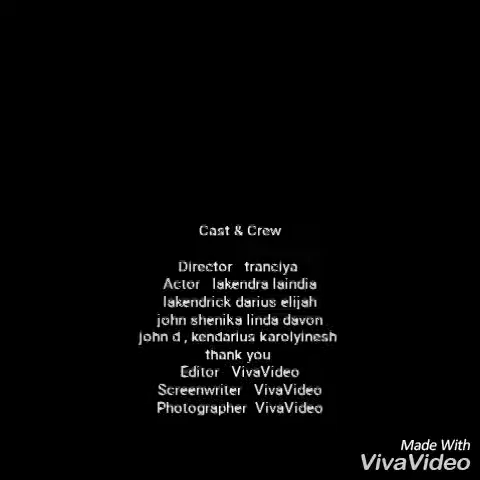 Cast & Crew
Director tranciya
Actor lakendra laindia
lakendrick darius elijah
john shenika linda davon
john d , kendarius karolyinesh
thank you
Editor VivaVideo
Screenwriter VivaVideo
Photographer VivaVideo
Made With
VivaVideo